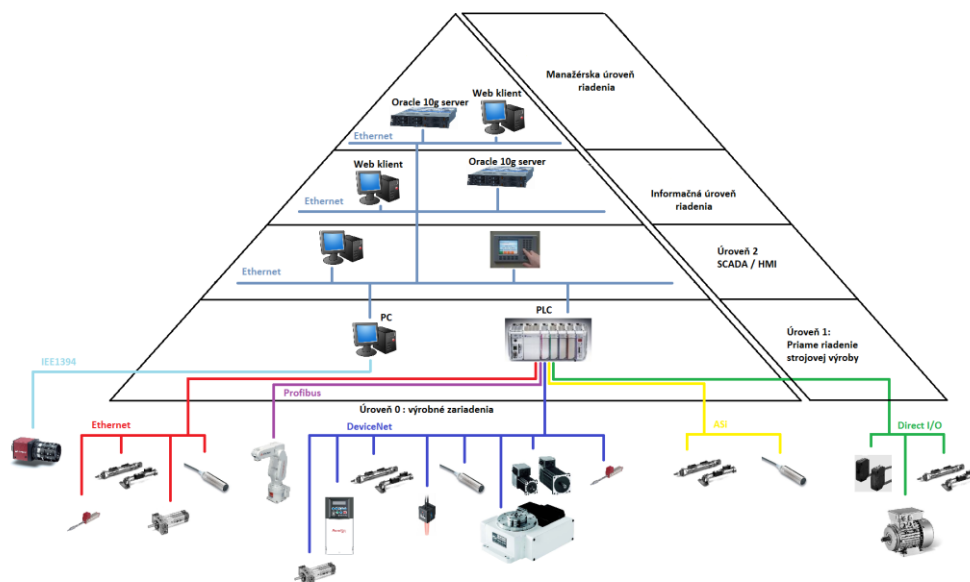 Manažérska úroveň
riadenia
Web klient
Oracle 10g server
Ethernet
Web klient
Oracle 10g server
Ethernet
Informačná úroveň
riadenia
Úroveň 2
SCADA / HMI
Ethernet
PC
PLC
Úroveň 1:
Priame riadenie
strojovej výroby
IEE1394
Profibus
Úroveň 0 : výrobné zariadenia
Ethernet
DeviceNet
ASI
Direct I/O